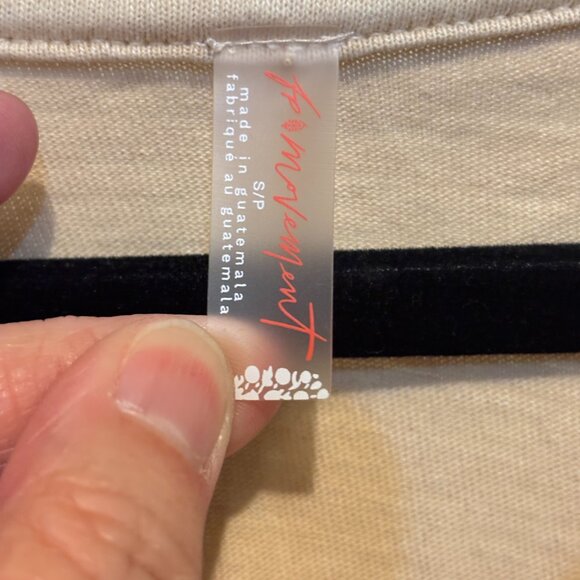 fp movement
S/P
made in guatemala
fabriqué au guatemala